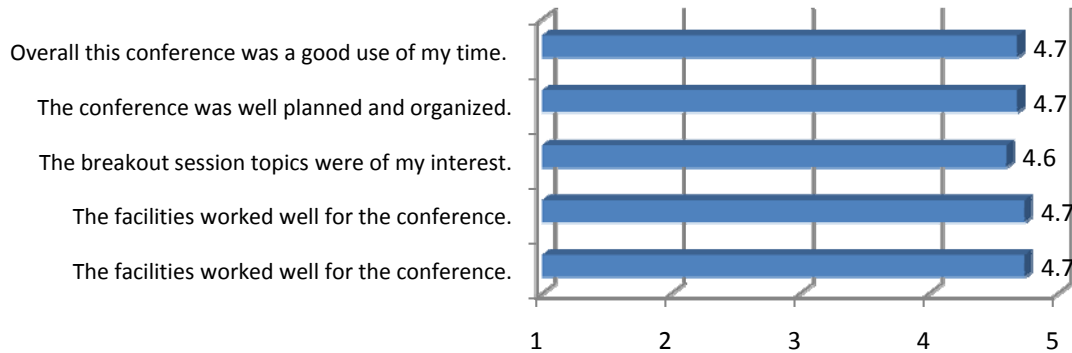 Overall this conference was a good use of my time.
4.7
The conference was well planned and organized.
4.7
The breakout session topics were of my interest.
4.6
The facilities worked well for the conference.
4.7
The facilities worked well for the conference.
4.7
1 2 3 4 5